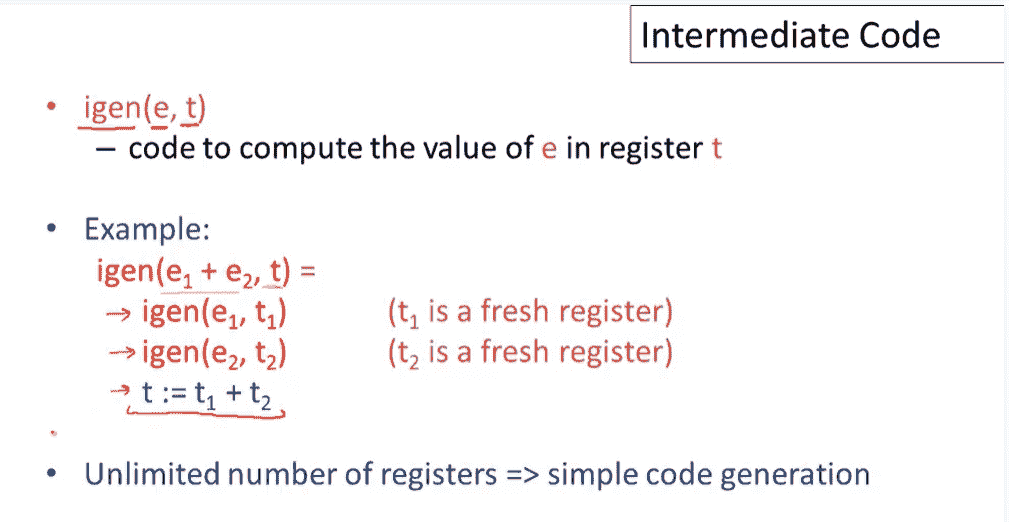 Intermediate Code
• igen(e, t)
– code to compute the value of e in register t
• Example:
igen(e₁ + e₂, t) =
→ igen(e₁, t₁) (t₁ is a fresh register)
→ igen(e₂, t₂) (t₂ is a fresh register)
→ t := t₁ + t₂
• Unlimited number of registers => simple code generation